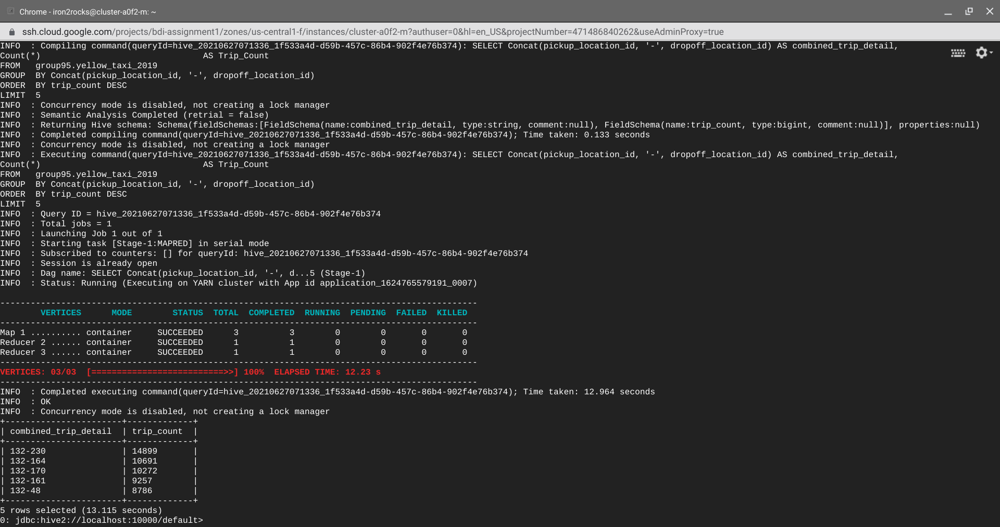 Chrome - iron2rocks@cluster-a0f2-m: ~
ssh.cloud.google.com/projects/bdi-assignment1/zones/us-central1-f/instances/cluster-a0f2-m?authuser=0&hl=en_US&projectNumber=471486840262&useAdminProxy=true
INFO  : Compiling command(queryId=hive_20210627071336_1f533a4d-d59b-457c-86b4-902f4e76b374): SELECT Concat(pickup_location_id, '-', dropoff_location_id) AS combined_trip_detail,
Count(*)                                AS Trip_Count
FROM   group95.yellow_taxi_2019
GROUP  BY Concat(pickup_location_id, '-', dropoff_location_id)
ORDER  BY trip_count DESC
LIMIT  5
INFO  : Concurrency mode is disabled, not creating a lock manager
INFO  : Semantic Analysis Completed (retrial = false)
INFO  : Returning Hive schema: Schema(fieldSchemas:[FieldSchema(name:combined_trip_detail, type:string, comment:null), FieldSchema(name:trip_count, type:bigint, comment:null)], properties:null)
INFO  : Completed compiling command(queryId=hive_20210627071336_1f533a4d-d59b-457c-86b4-902f4e76b374); Time taken: 0.133 seconds
INFO  : Concurrency mode is disabled, not creating a lock manager
INFO  : Executing command(queryId=hive_20210627071336_1f533a4d-d59b-457c-86b4-902f4e76b374): SELECT Concat(pickup_location_id, '-', dropoff_location_id) AS combined_trip_detail,
Count(*)                                AS Trip_Count
FROM   group95.yellow_taxi_2019
GROUP  BY Concat(pickup_location_id, '-', dropoff_location_id)
ORDER  BY trip_count DESC
LIMIT  5
INFO  : Query ID = hive_20210627071336_1f533a4d-d59b-457c-86b4-902f4e76b374
INFO  : Total jobs = 1
INFO  : Launching Job 1 out of 1
INFO  : Starting task [Stage-1:MAPRED] in serial mode
INFO  : Subscribed to counters: [] for queryId: hive_20210627071336_1f533a4d-d59b-457c-86b4-902f4e76b374
INFO  : Session is already open
INFO  : Dag name: SELECT Concat(pickup_location_id, '-', d...5 (Stage-1)
INFO  : Status: Running (Executing on YARN cluster with App id application_1624765579191_0007)
----------------------------------------------------------------------------------------------
        VERTICES      MODE        STATUS  TOTAL  COMPLETED  RUNNING  PENDING  FAILED  KILLED
----------------------------------------------------------------------------------------------
Map 1 .......... container     SUCCEEDED      3          3        0        0       0       0
Reducer 2 ...... container     SUCCEEDED      1          1        0        0       0       0
Reducer 3 ...... container     SUCCEEDED      1          1        0        0       0       0
----------------------------------------------------------------------------------------------
VERTICES: 03/03  [==========================>>] 100%  ELAPSED TIME: 12.23 s
----------------------------------------------------------------------------------------------
INFO  : Completed executing command(queryId=hive_20210627071336_1f533a4d-d59b-457c-86b4-902f4e76b374); Time taken: 12.964 seconds
INFO  : OK
INFO  : Concurrency mode is disabled, not creating a lock manager
+-----------------------+-------------+
| combined_trip_detail  | trip_count  |
+-----------------------+-------------+
| 132-230               | 14899       |
| 132-164               | 10691       |
| 132-170               | 10272       |
| 132-161               | 9257        |
| 132-48                | 8786        |
+-----------------------+-------------+
5 rows selected (13.115 seconds)
0: jdbc:hive2://localhost:10000/default>